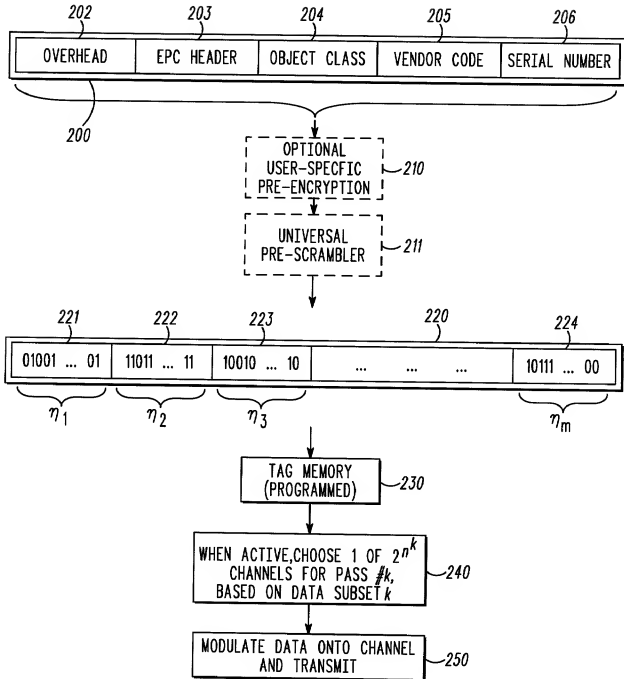 202 203 204 205 206
OVERHEAD EPC HEADER OBJECT CLASS VENDOR CODE SERIAL NUMBER
200
OPTIONAL
USER-SPECFIC
PRE-ENCRYPTION
210
UNIVERSAL
PRE-SCRAMBLER
211
221 222 223 220 224
01001 ... 01 11011 ... 11 10010 ... 10 ... ... ... 10111 ... 00
η1 η2 η3 ηm
TAG MEMORY
(PROGRAMMED)
230
WHEN ACTIVE,CHOOSE 1 OF 2^n^k
CHANNELS FOR PASS #k,
BASED ON DATA SUBSET k
240
MODULATE DATA ONTO CHANNEL
AND TRANSMIT
250